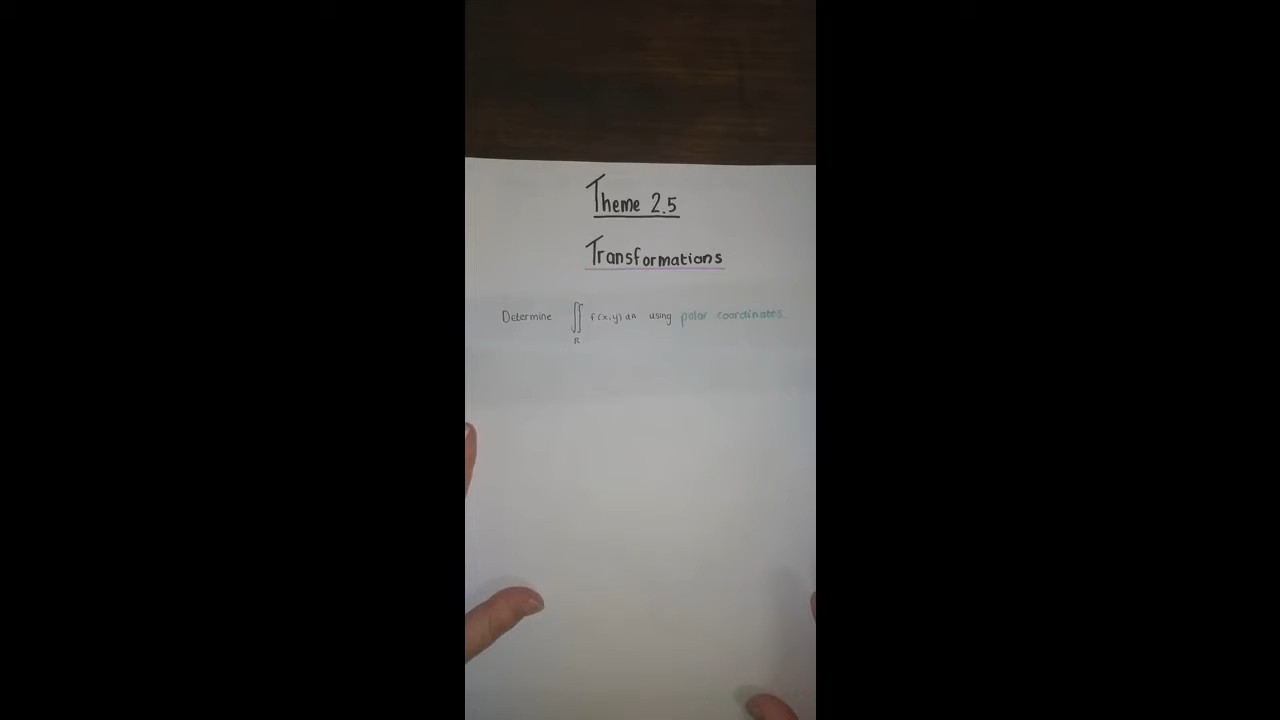 Theme 2.5
Transformations
Determine ∬ f(x,y) dA using polar coordinates.
R